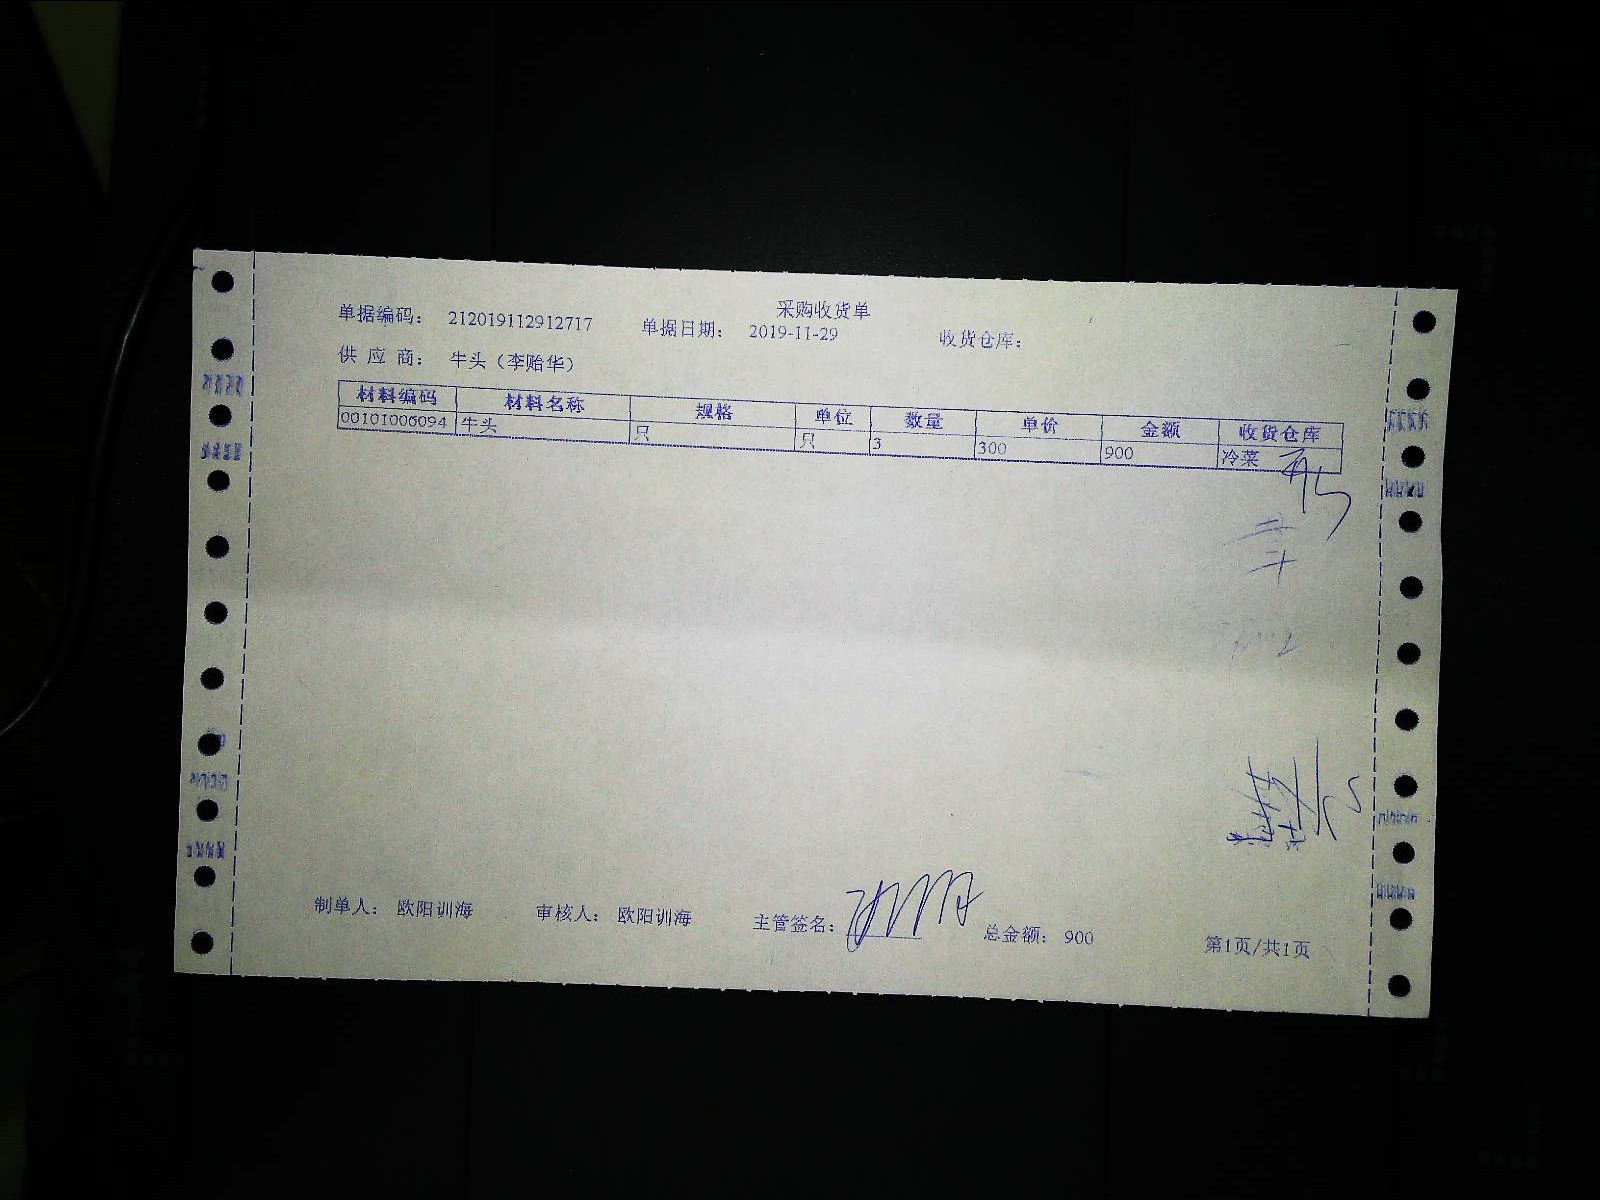 采购收货单
单据编码： 212019112912717 单据日期： 2019-11-29 收货仓库：
供 应 商： 牛头（李贻华）
材料编码 材料名称 规格 单位 数量 单价 金额 收货仓库
00101006094 牛头 只 只 3 300 900 冷菜
制单人： 欧阳训海 审核人： 欧阳训海 主管签名： 总金额： 900
第1页/共1页